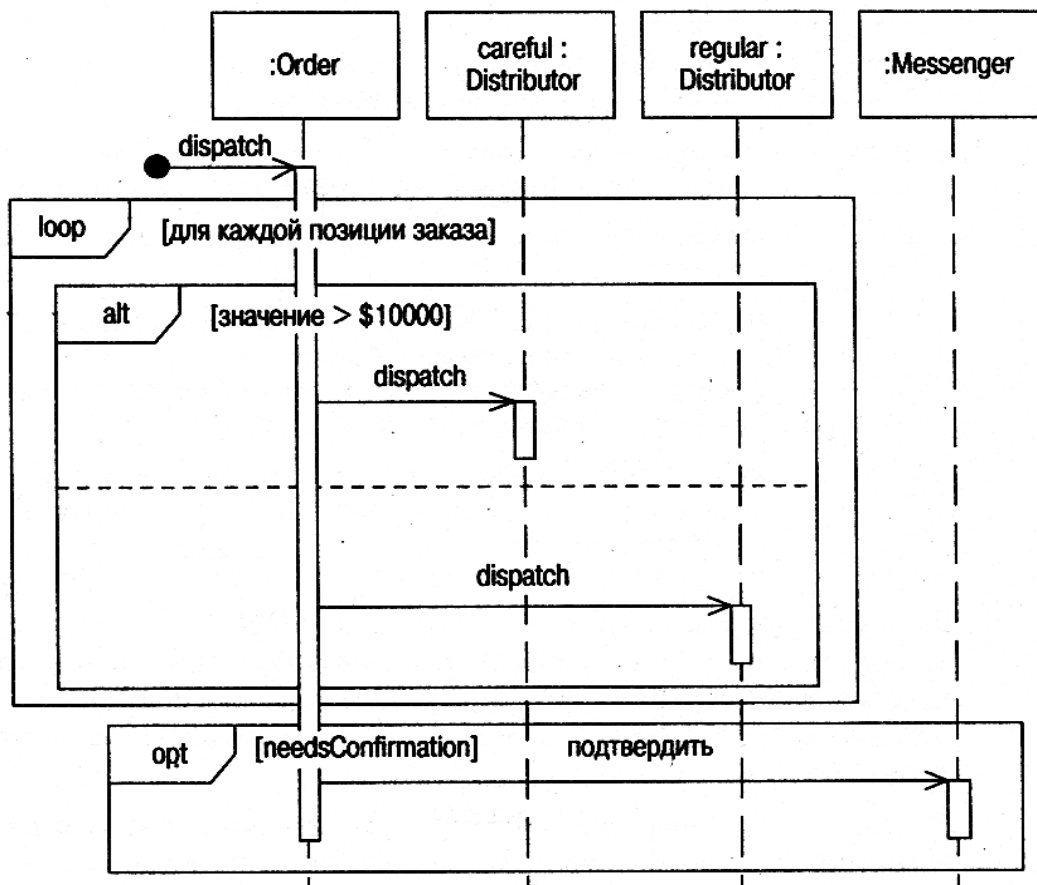 :Order
careful :
Distributor
regular :
Distributor
:Messenger
dispatch
loop
[для каждой позиции заказа]
alt
[значение > $10000]
dispatch
dispatch
opt
[needsConfirmation]
подтвердить